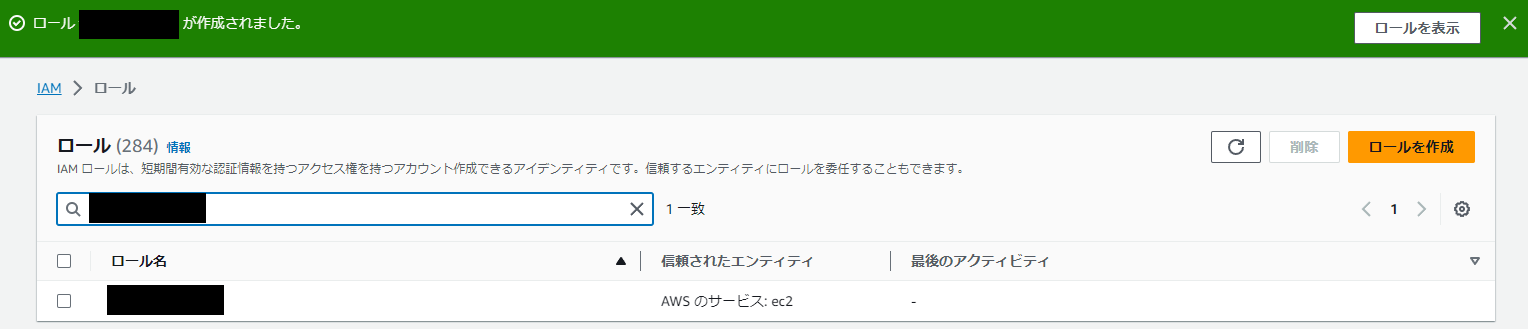 ロール が作成されました。
ロールを表示
IAM ロール
ロール (284) 情報
IAM ロールは、短期間有効な認証情報を持つアクセス権を持つアカウント作成できるアイデンティティです。信頼するエンティティにロールを委任することもできます。
削除
ロールを作成
1 一致
1
ロール名 信頼されたエンティティ 最後のアクティビティ
AWS のサービス: ec2 -